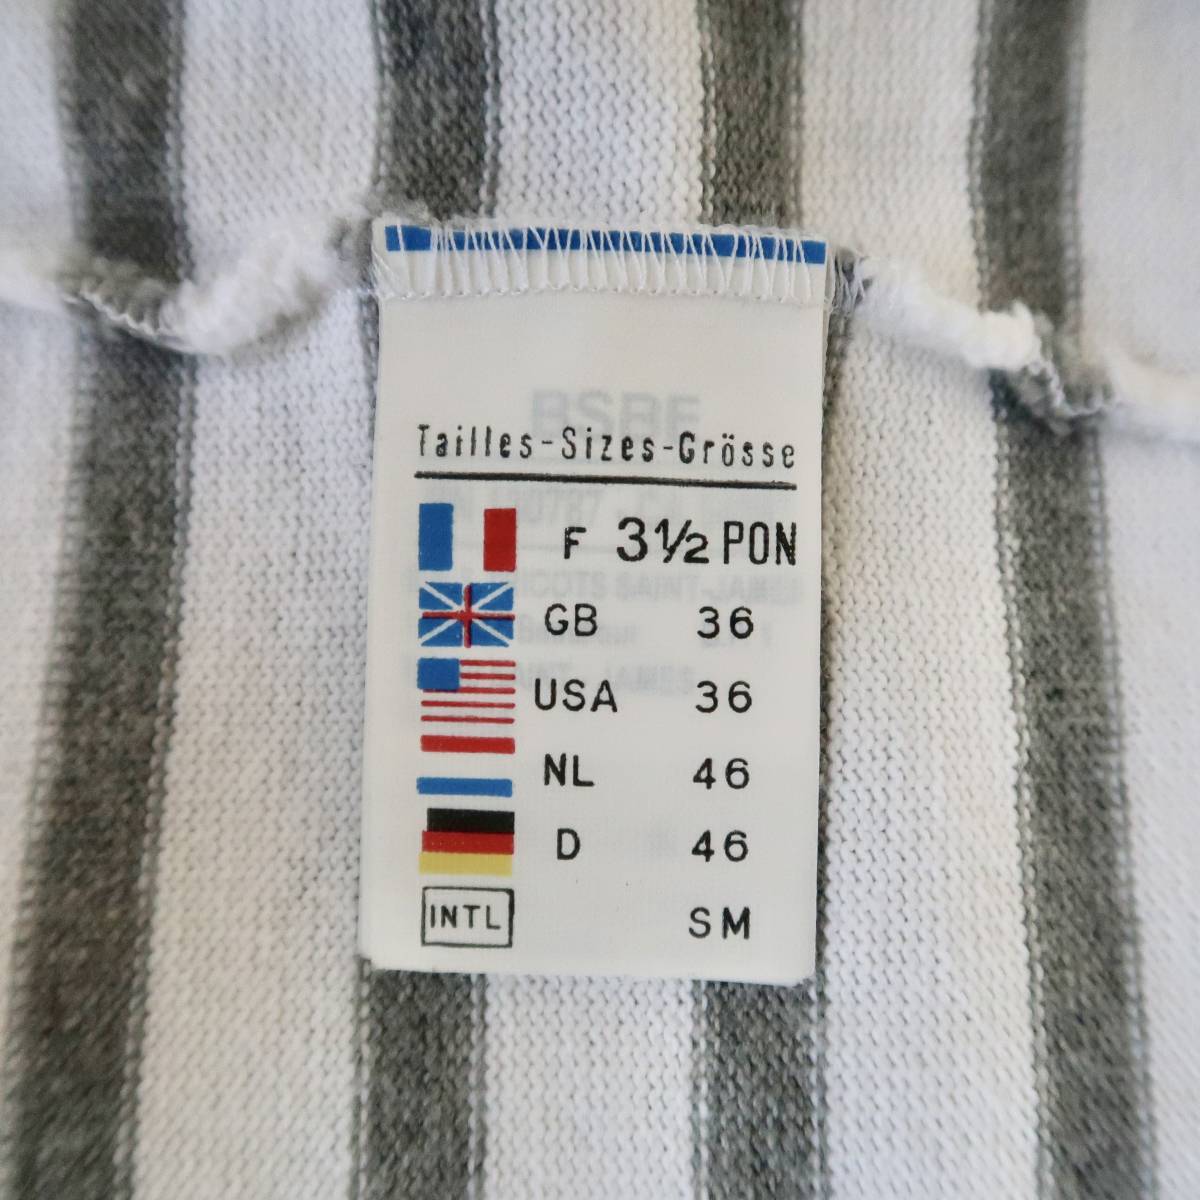 Tailles-Sizes-Grösse
F 3½ PON
GB 36
USA 36
NL 46
D 46
INTL SM